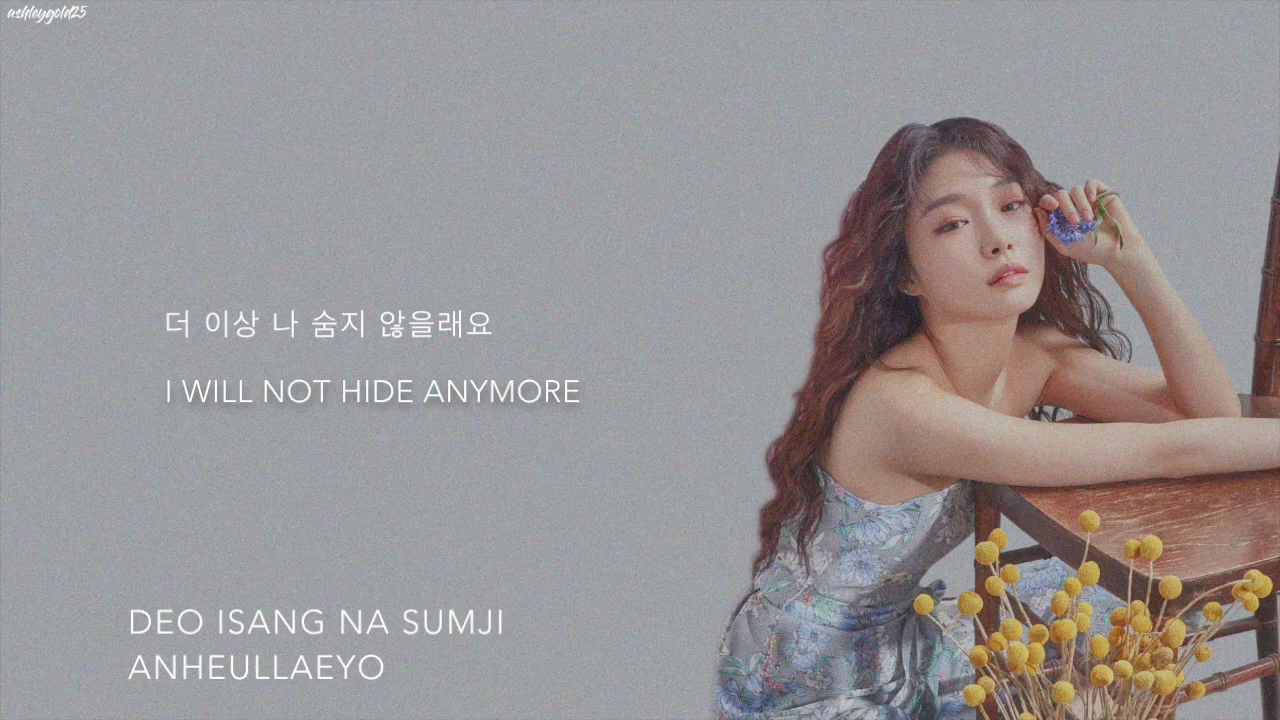 ashleygold25
더 이상 나 숨지 않을래요
I WILL NOT HIDE ANYMORE
DEO ISANG NA SUMJI
ANHEULLAEYO